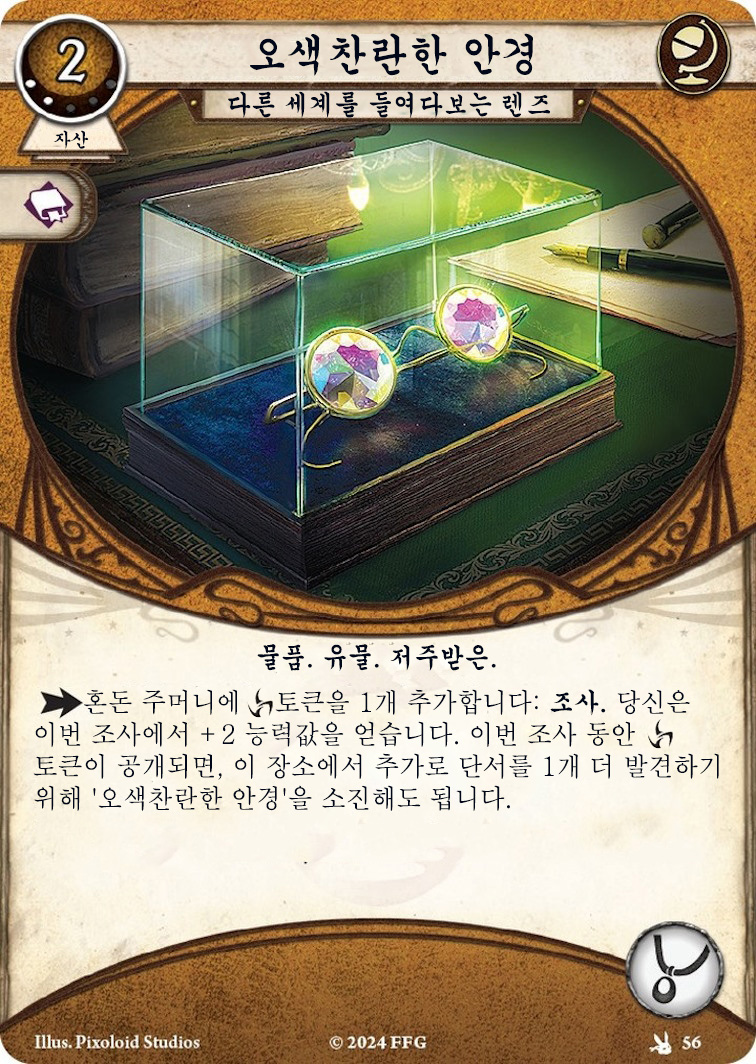 2
오색찬란한 안경
다른 세계를 들여다보는 렌즈
자산
물품. 유물. 저주받은.
혼돈 주머니에 토큰을 1개 추가합니다: 조사. 당신은
이번 조사에서 +2 능력값을 얻습니다. 이번 조사 동안
토큰이 공개되면, 이 장소에서 추가로 단서를 1개 더 발견하기
위해 '오색찬란한 안경'을 소진해도 됩니다.
Illus. Pixoloid Studios
© 2024 FFG
56